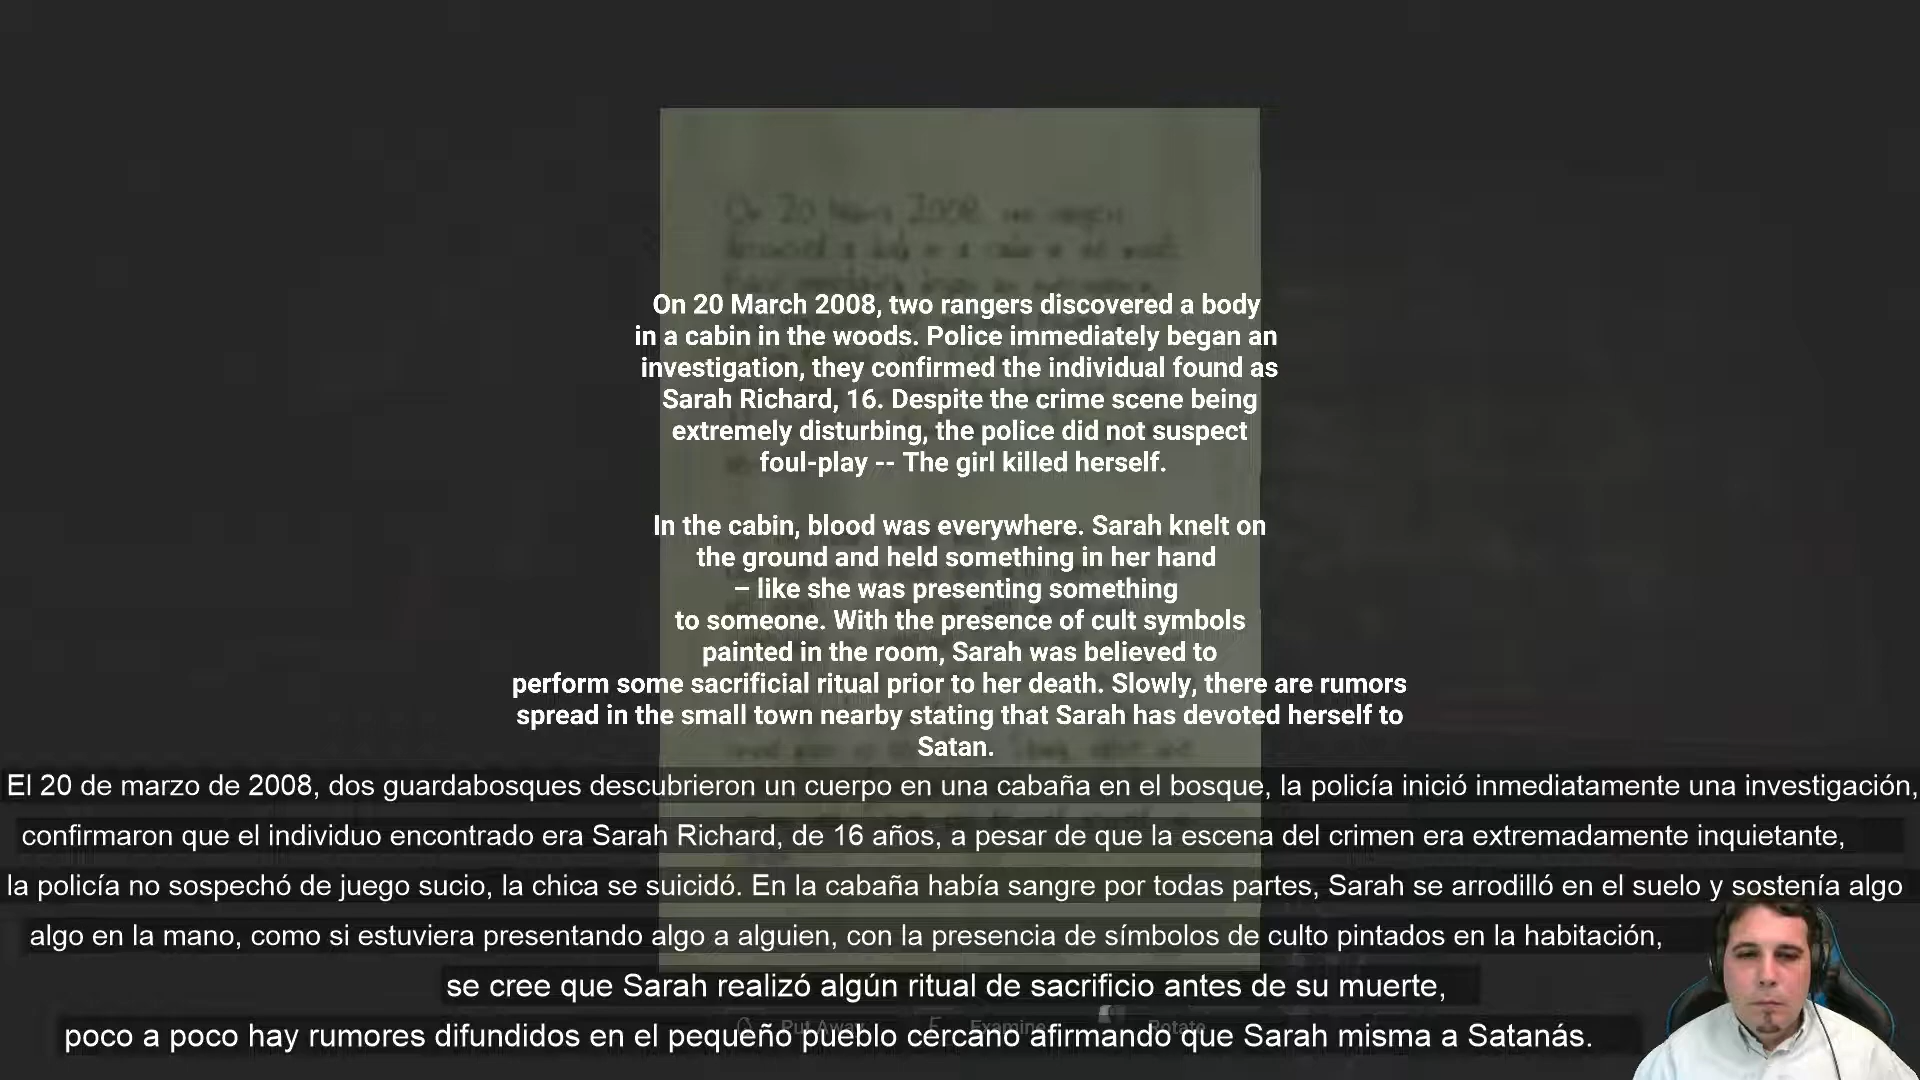 On 20 March 2008, two rangers discovered a body
in a cabin in the woods. Police immediately began an
investigation, they confirmed the individual found as
Sarah Richard, 16. Despite the crime scene being
extremely disturbing, the police did not suspect
foul-play -- The girl killed herself.
In the cabin, blood was everywhere. Sarah knelt on
the ground and held something in her hand
– like she was presenting something
to someone. With the presence of cult symbols
painted in the room, Sarah was believed to
perform some sacrificial ritual prior to her death. Slowly, there are rumors
spread in the small town nearby stating that Sarah has devoted herself to
Satan.
El 20 de marzo de 2008, dos guardabosques descubrieron un cuerpo en una cabaña en el bosque, la policía inició inmediatamente una investigación,
confirmaron que el individuo encontrado era Sarah Richard, de 16 años, a pesar de que la escena del crimen era extremadamente inquietante,
la policía no sospechó de juego sucio, la chica se suicidó. En la cabaña había sangre por todas partes, Sarah se arrodilló en el suelo y sostenía algo
algo en la mano, como si estuviera presentando algo a alguien, con la presencia de símbolos de culto pintados en la habitación,
se cree que Sarah realizó algún ritual de sacrificio antes de su muerte,
Put Away F Examine Rotate
poco a poco hay rumores difundidos en el pequeño pueblo cercano afirmando que Sarah misma a Satanás.